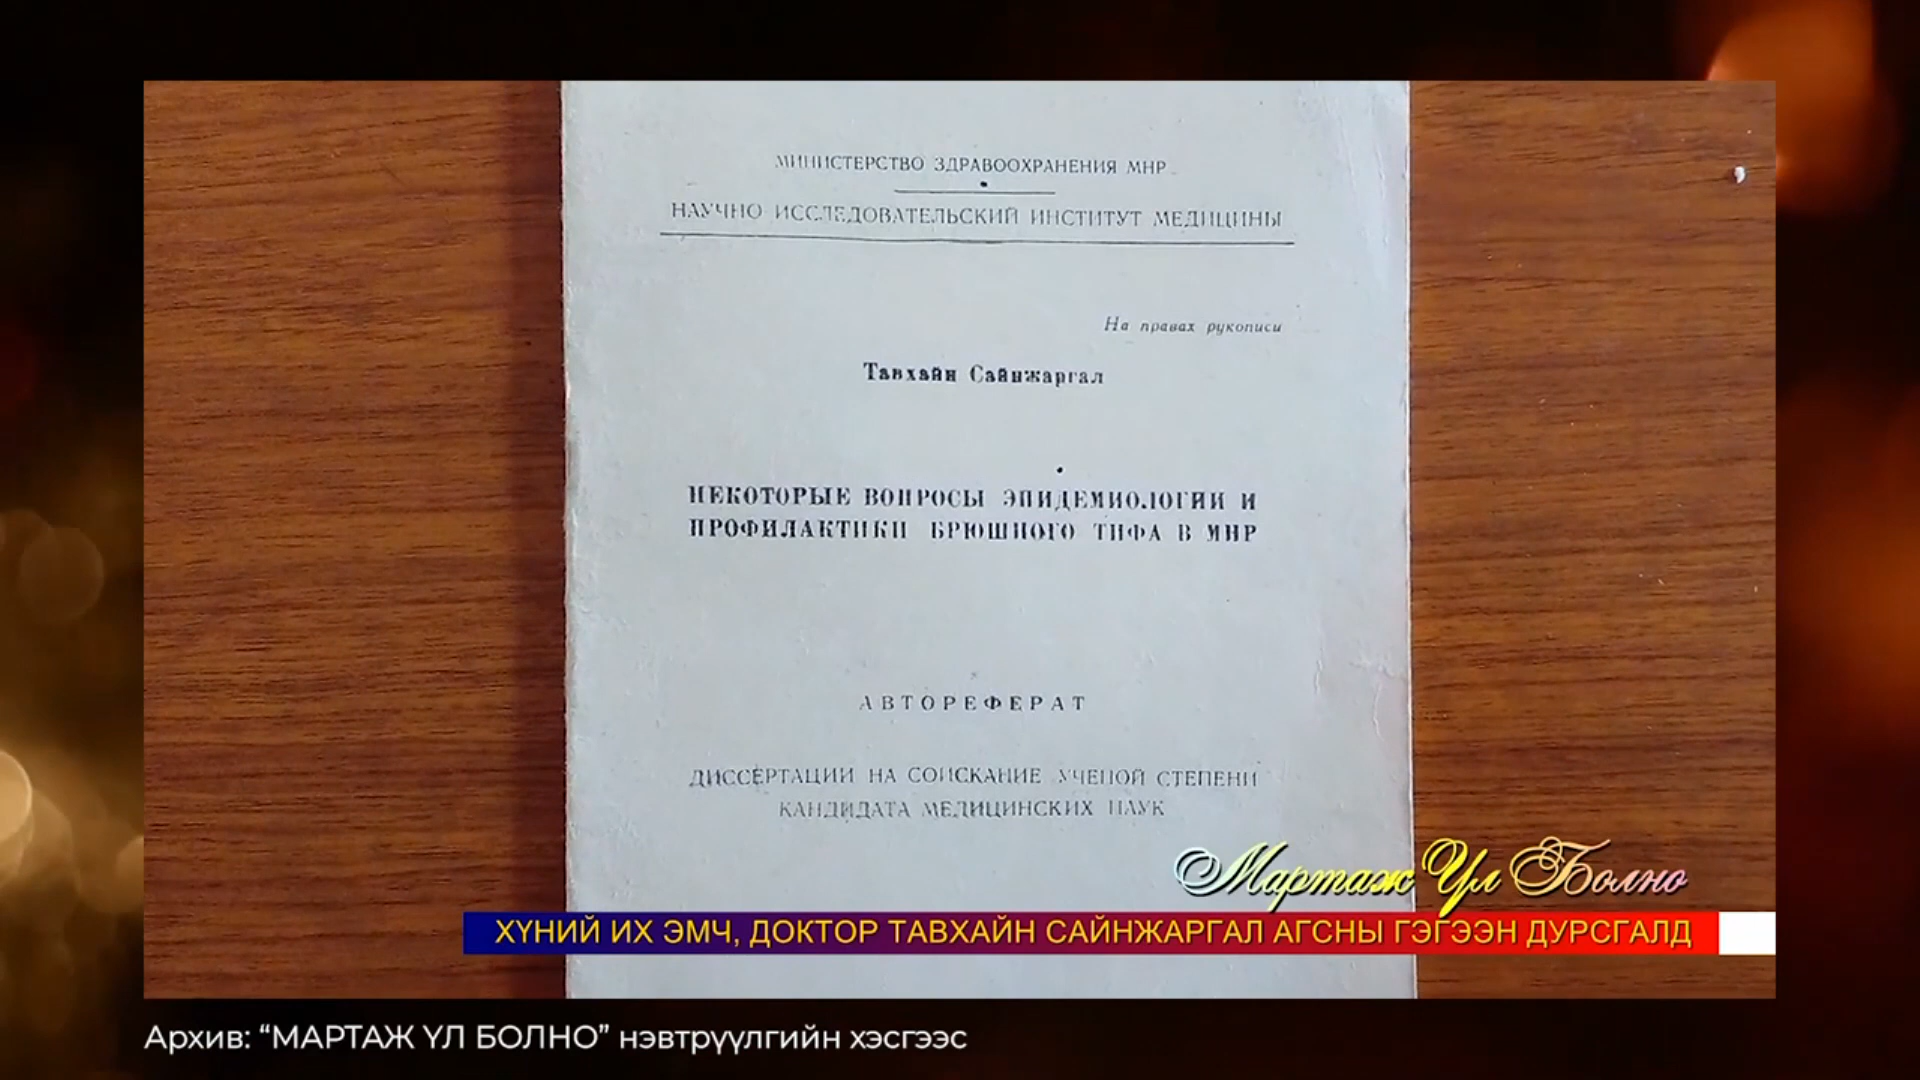 МИНИСТЕРСТВО ЗДРАВООХРАНЕНИЯ МНР
НАУЧНО ИССЛЕДОВАТЕЛЬСКИЙ ИНСТИТУТ МЕДИЦИНЫ
На правах рукописи
Тавхайн Сайнжаргал
НЕКОТОРЫЕ ВОПРОСЫ ЭПИДЕМИОЛОГИИ И
ПРОФИЛАКТИКИ БРЮШНОГО ТИФА В МНР
АВТОРЕФЕРАТ
ДИССЕРТАЦИИ НА СОИСКАНИЕ УЧЕНОЙ СТЕПЕНИ
КАНДИДАТА МЕДИЦИНСКИХ НАУК
Мартаж Үл Болно
ХҮНИЙ ИХ ЭМЧ, ДОКТОР ТАВХАЙН САЙНЖАРГАЛ АГСНЫ ГЭГЭЭН ДУРСГАЛД
Архив: “МАРТАЖ ҮЛ БОЛНО” нэвтрүүлгийн хэсгээс